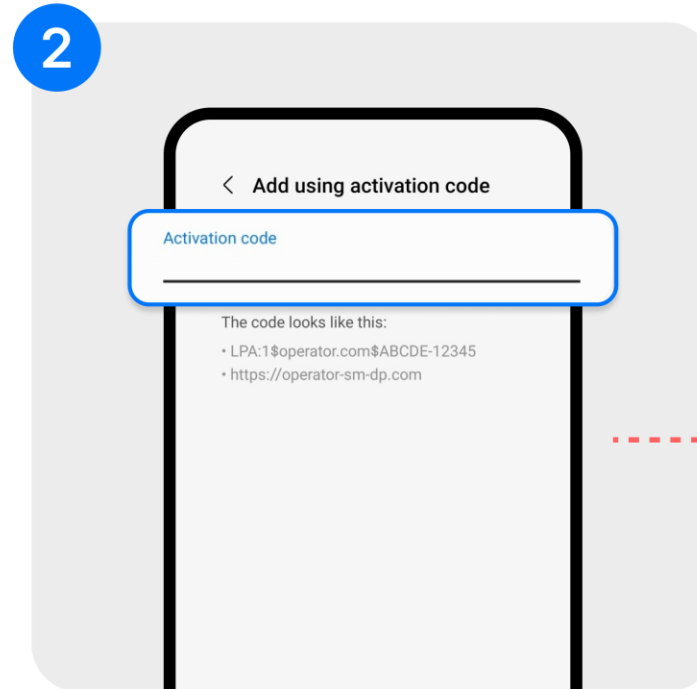 2
Add using activation code
Activation code
The code looks like this:
• LPA:1$operator.com$ABCDE-12345
• https://operator-sm-dp.com